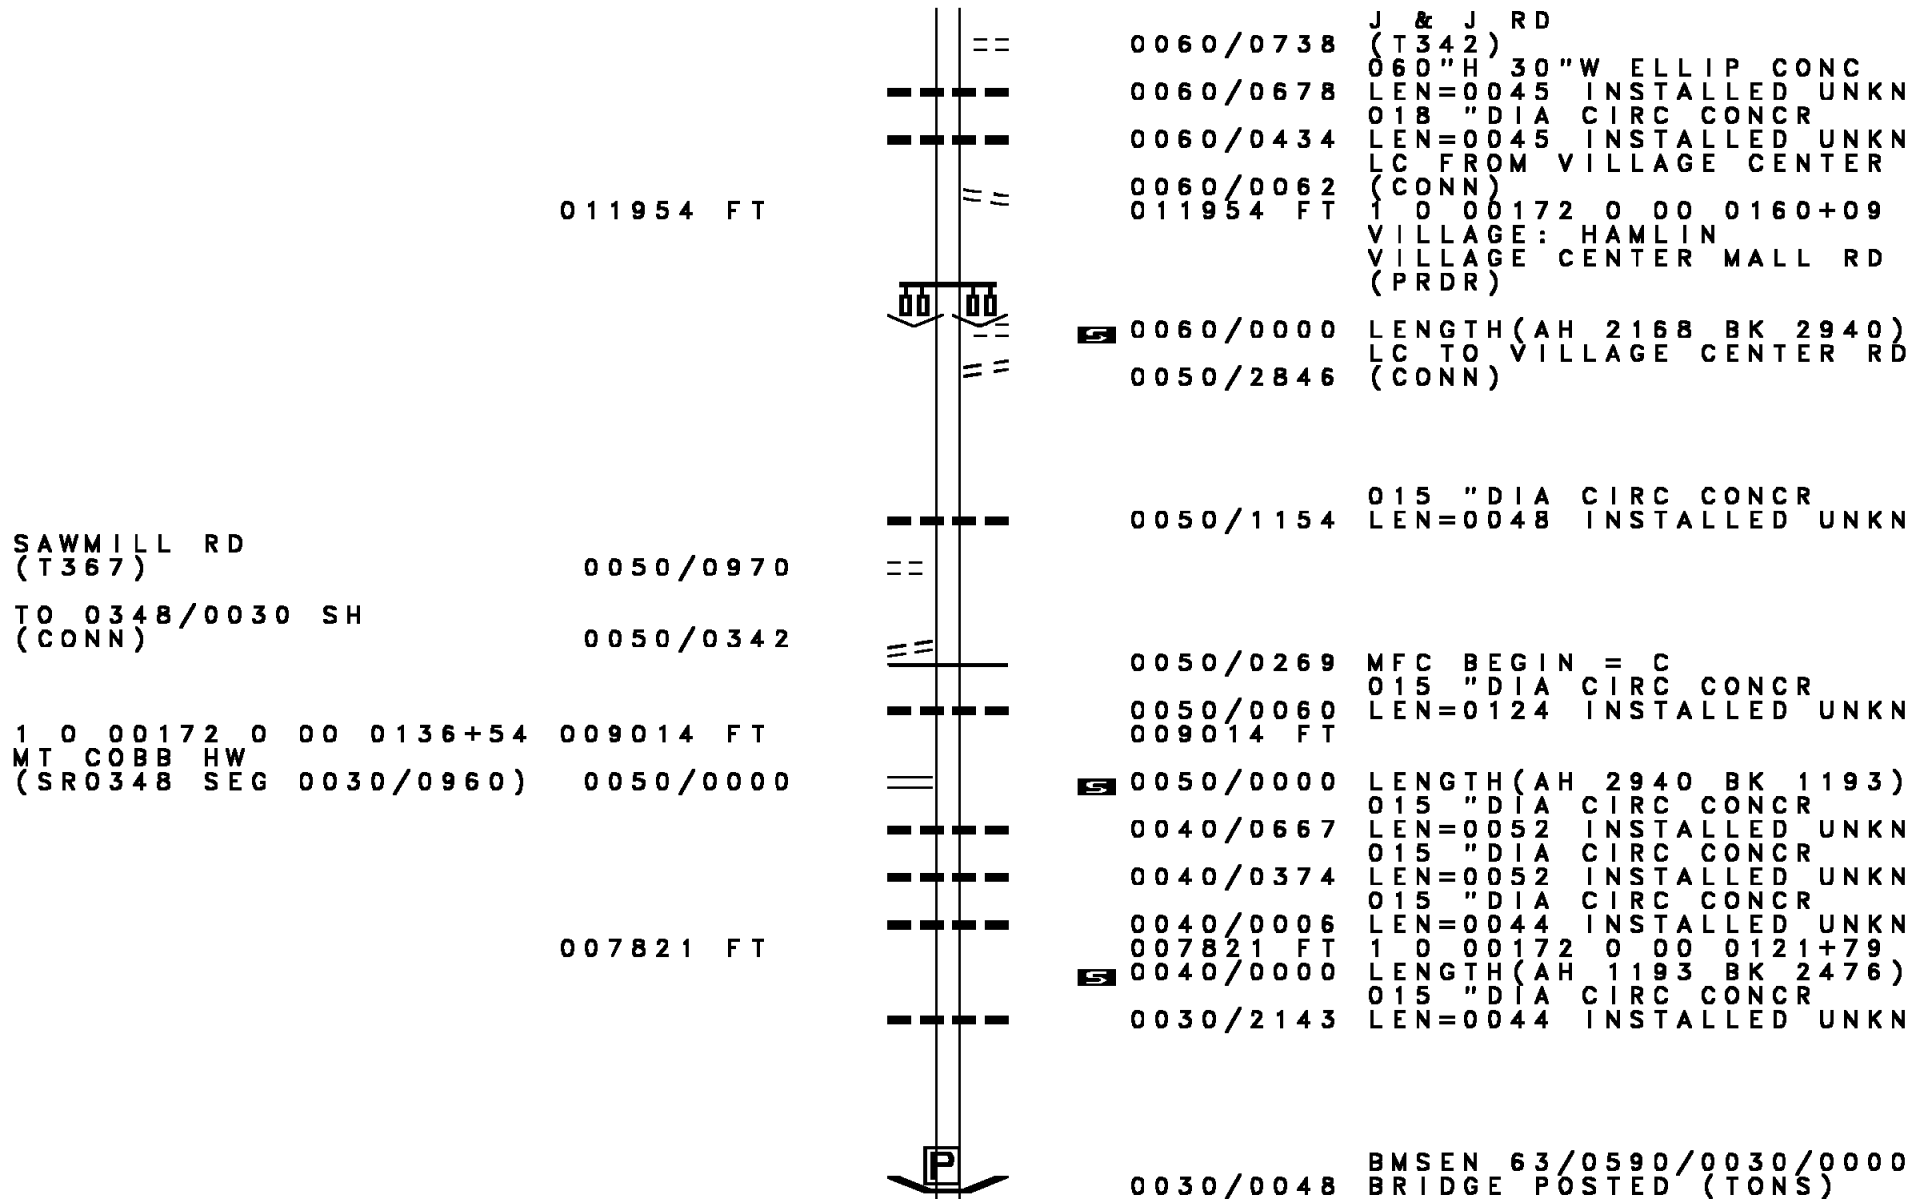 J & J RD
0060/0738 (T342)
060"H 30"W ELLIP CONC
0060/0678 LEN=0045 INSTALLED UNKN
018 "DIA CIRC CONCR
0060/0434 LEN=0045 INSTALLED UNKN
LC FROM VILLAGE CENTER
0060/0062 (CONN)
011954 FT 011954 FT 1 0 00172 0 00 0160+09
VILLAGE: HAMLIN
VILLAGE CENTER MALL RD
(PRDR)
S 0060/0000 LENGTH(AH 2168 BK 2940)
LC TO VILLAGE CENTER RD
0050/2846 (CONN)
015 "DIA CIRC CONCR
0050/1154 LEN=0048 INSTALLED UNKN
SAWMILL RD
(T367) 0050/0970
TO 0348/0030 SH
(CONN) 0050/0342
0050/0269 MFC BEGIN = C
015 "DIA CIRC CONCR
0050/0060 LEN=0124 INSTALLED UNKN
1 0 00172 0 00 0136+54 009014 FT 009014 FT
MT COBB HW
(SR0348 SEG 0030/0960) 0050/0000 S 0050/0000 LENGTH(AH 2940 BK 1193)
015 "DIA CIRC CONCR
0040/0667 LEN=0052 INSTALLED UNKN
015 "DIA CIRC CONCR
0040/0374 LEN=0052 INSTALLED UNKN
015 "DIA CIRC CONCR
0040/0006 LEN=0044 INSTALLED UNKN
007821 FT 007821 FT 1 0 00172 0 00 0121+79
S 0040/0000 LENGTH(AH 1193 BK 2476)
015 "DIA CIRC CONCR
0030/2143 LEN=0044 INSTALLED UNKN
P BMSEN 63/0590/0030/0000
0030/0048 BRIDGE POSTED (TONS)